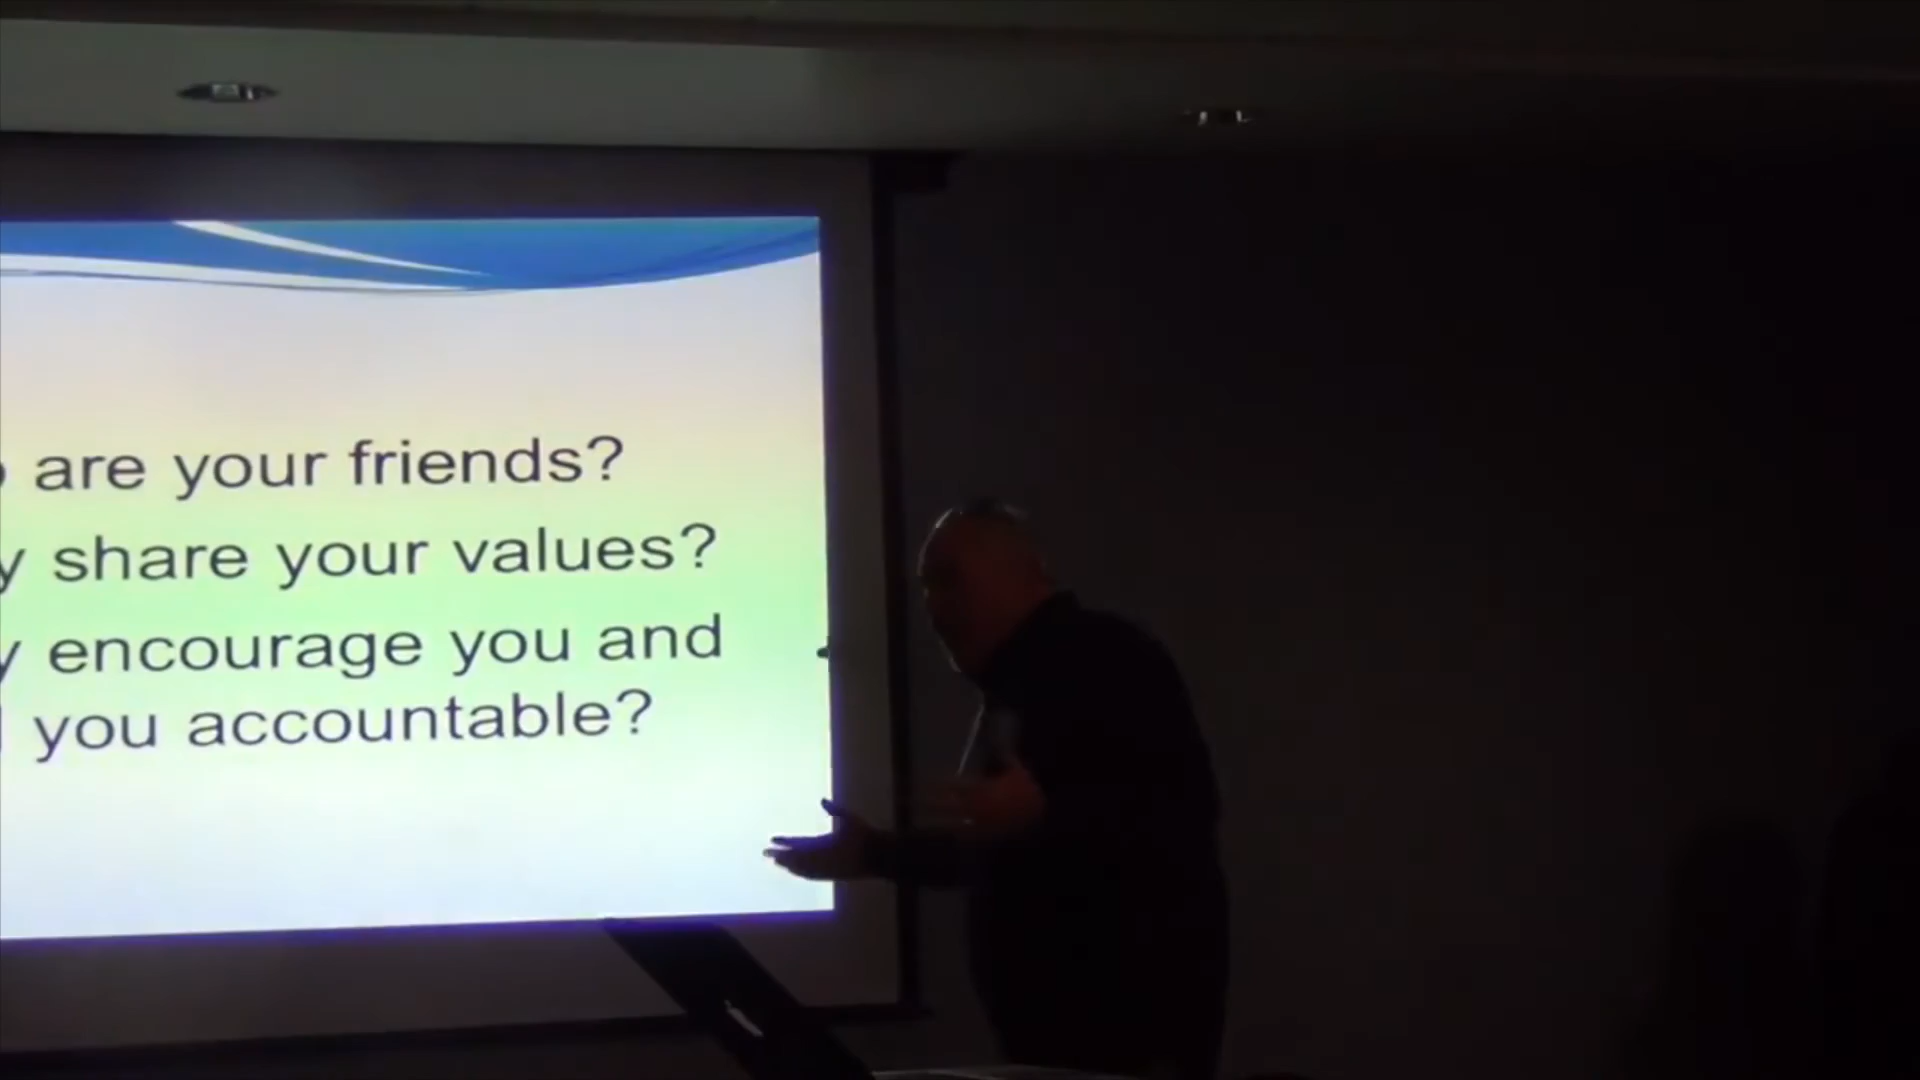 are your friends?
share your values?
encourage you and
you accountable?